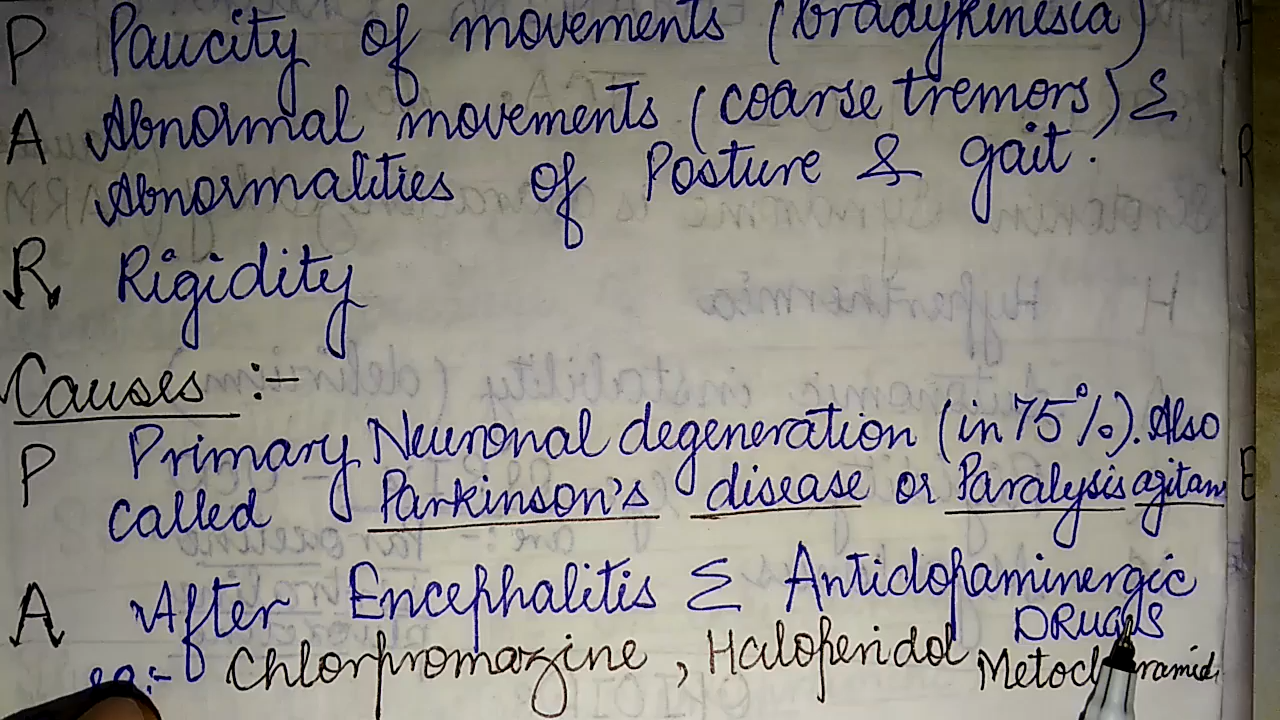 P Paucity of movements (bradykinesia)
A Abnormal movements (coarse tremors) &
Abnormalities of Posture & gait.
R Rigidity
Causes :-
P Primary Neuronal degeneration (in 75%). Also
called Parkinson's disease or Paralysis agitans
A After Encephalitis & Antidopaminergic
DRUGS
eg:- Chlorpromazine, Haloperidol